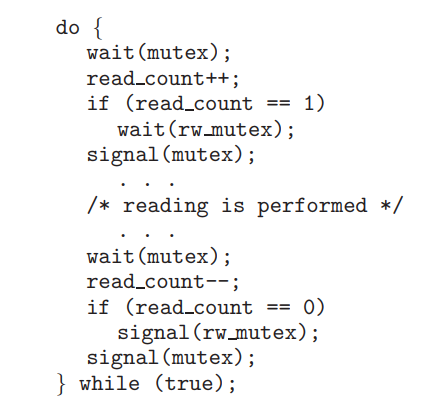 do {
wait(mutex);
read_count++;
if (read_count == 1)
wait(rw_mutex);
signal(mutex);
. . .
/* reading is performed */
. . .
wait(mutex);
read_count--;
if (read_count == 0)
signal(rw_mutex);
signal(mutex);
} while (true);